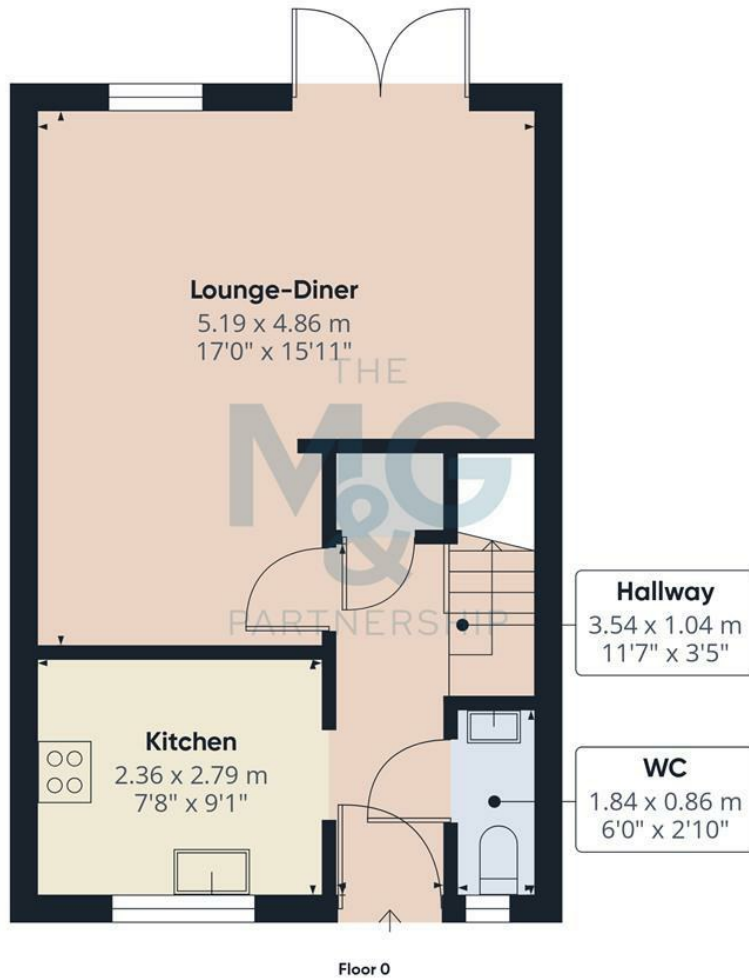 Lounge-Diner
5.19 x 4.86 m
17'0" x 15'11"
THE
M&G
PARTNERSHIP
Hallway
3.54 x 1.04 m
11'7" x 3'5"
Kitchen
2.36 x 2.79 m
7'8" x 9'1"
WC
1.84 x 0.86 m
6'0" x 2'10"
Floor 0